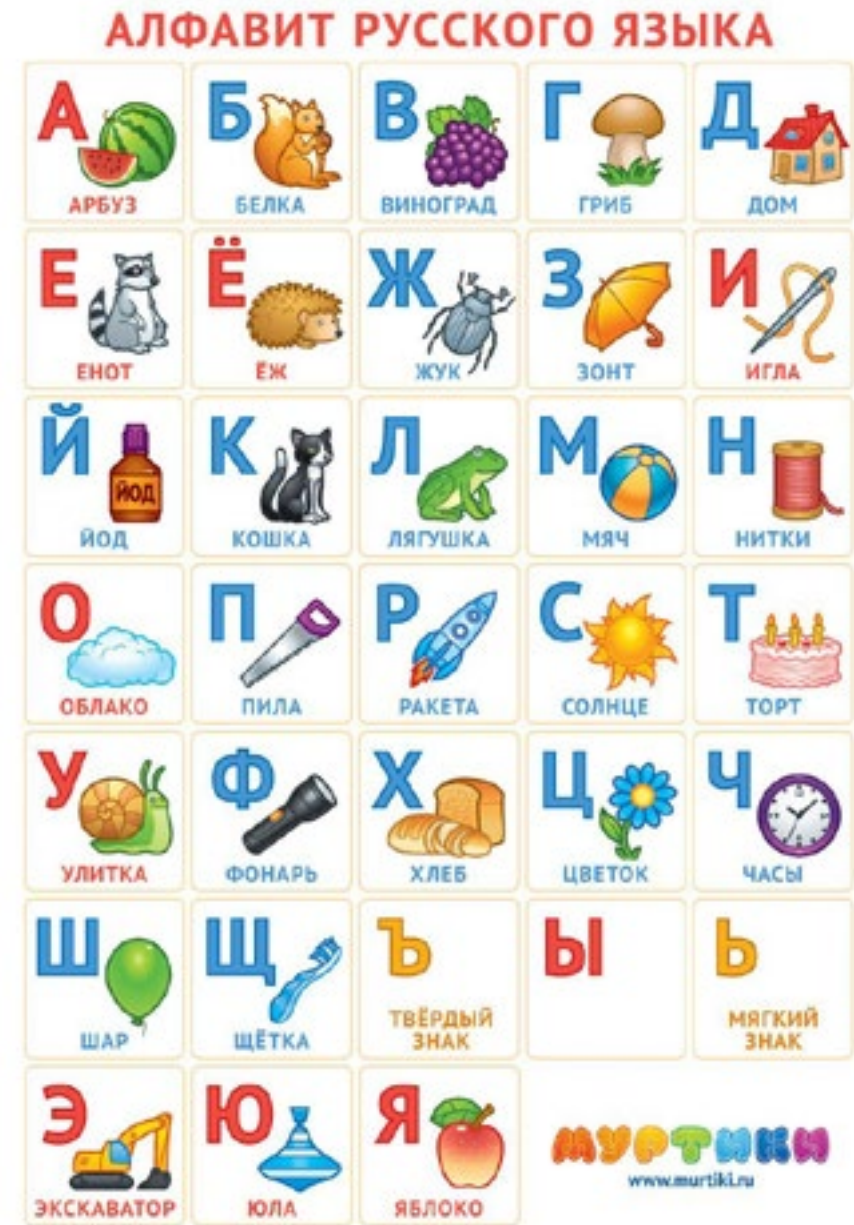 АЛФАВИТ РУССКОГО ЯЗЫКА
А
АРБУЗ
Б
БЕЛКА
В
ВИНОГРАД
Г
ГРИБ
Д
ДОМ
Е
ЕНОТ
Ё
ЁЖ
Ж
ЖУК
З
ЗОНТ
И
ИГЛА
Й
ЙОД
ЙОД
К
КОШКА
Л
ЛЯГУШКА
М
МЯЧ
Н
НИТКИ
О
ОБЛАКО
П
ПИЛА
Р
РАКЕТА
С
СОЛНЦЕ
Т
ТОРТ
У
УЛИТКА
Ф
ФОНАРЬ
Х
ХЛЕБ
Ц
ЦВЕТОК
Ч
ЧАСЫ
Ш
ШАР
Щ
ЩЁТКА
Ъ
ТВЁРДЫЙ
ЗНАК
Ы
Ь
МЯГКИЙ
ЗНАК
Э
ЭКСКАВАТОР
Ю
ЮЛА
Я
ЯБЛОКО
МУРТИКИ
www.murtiki.ru